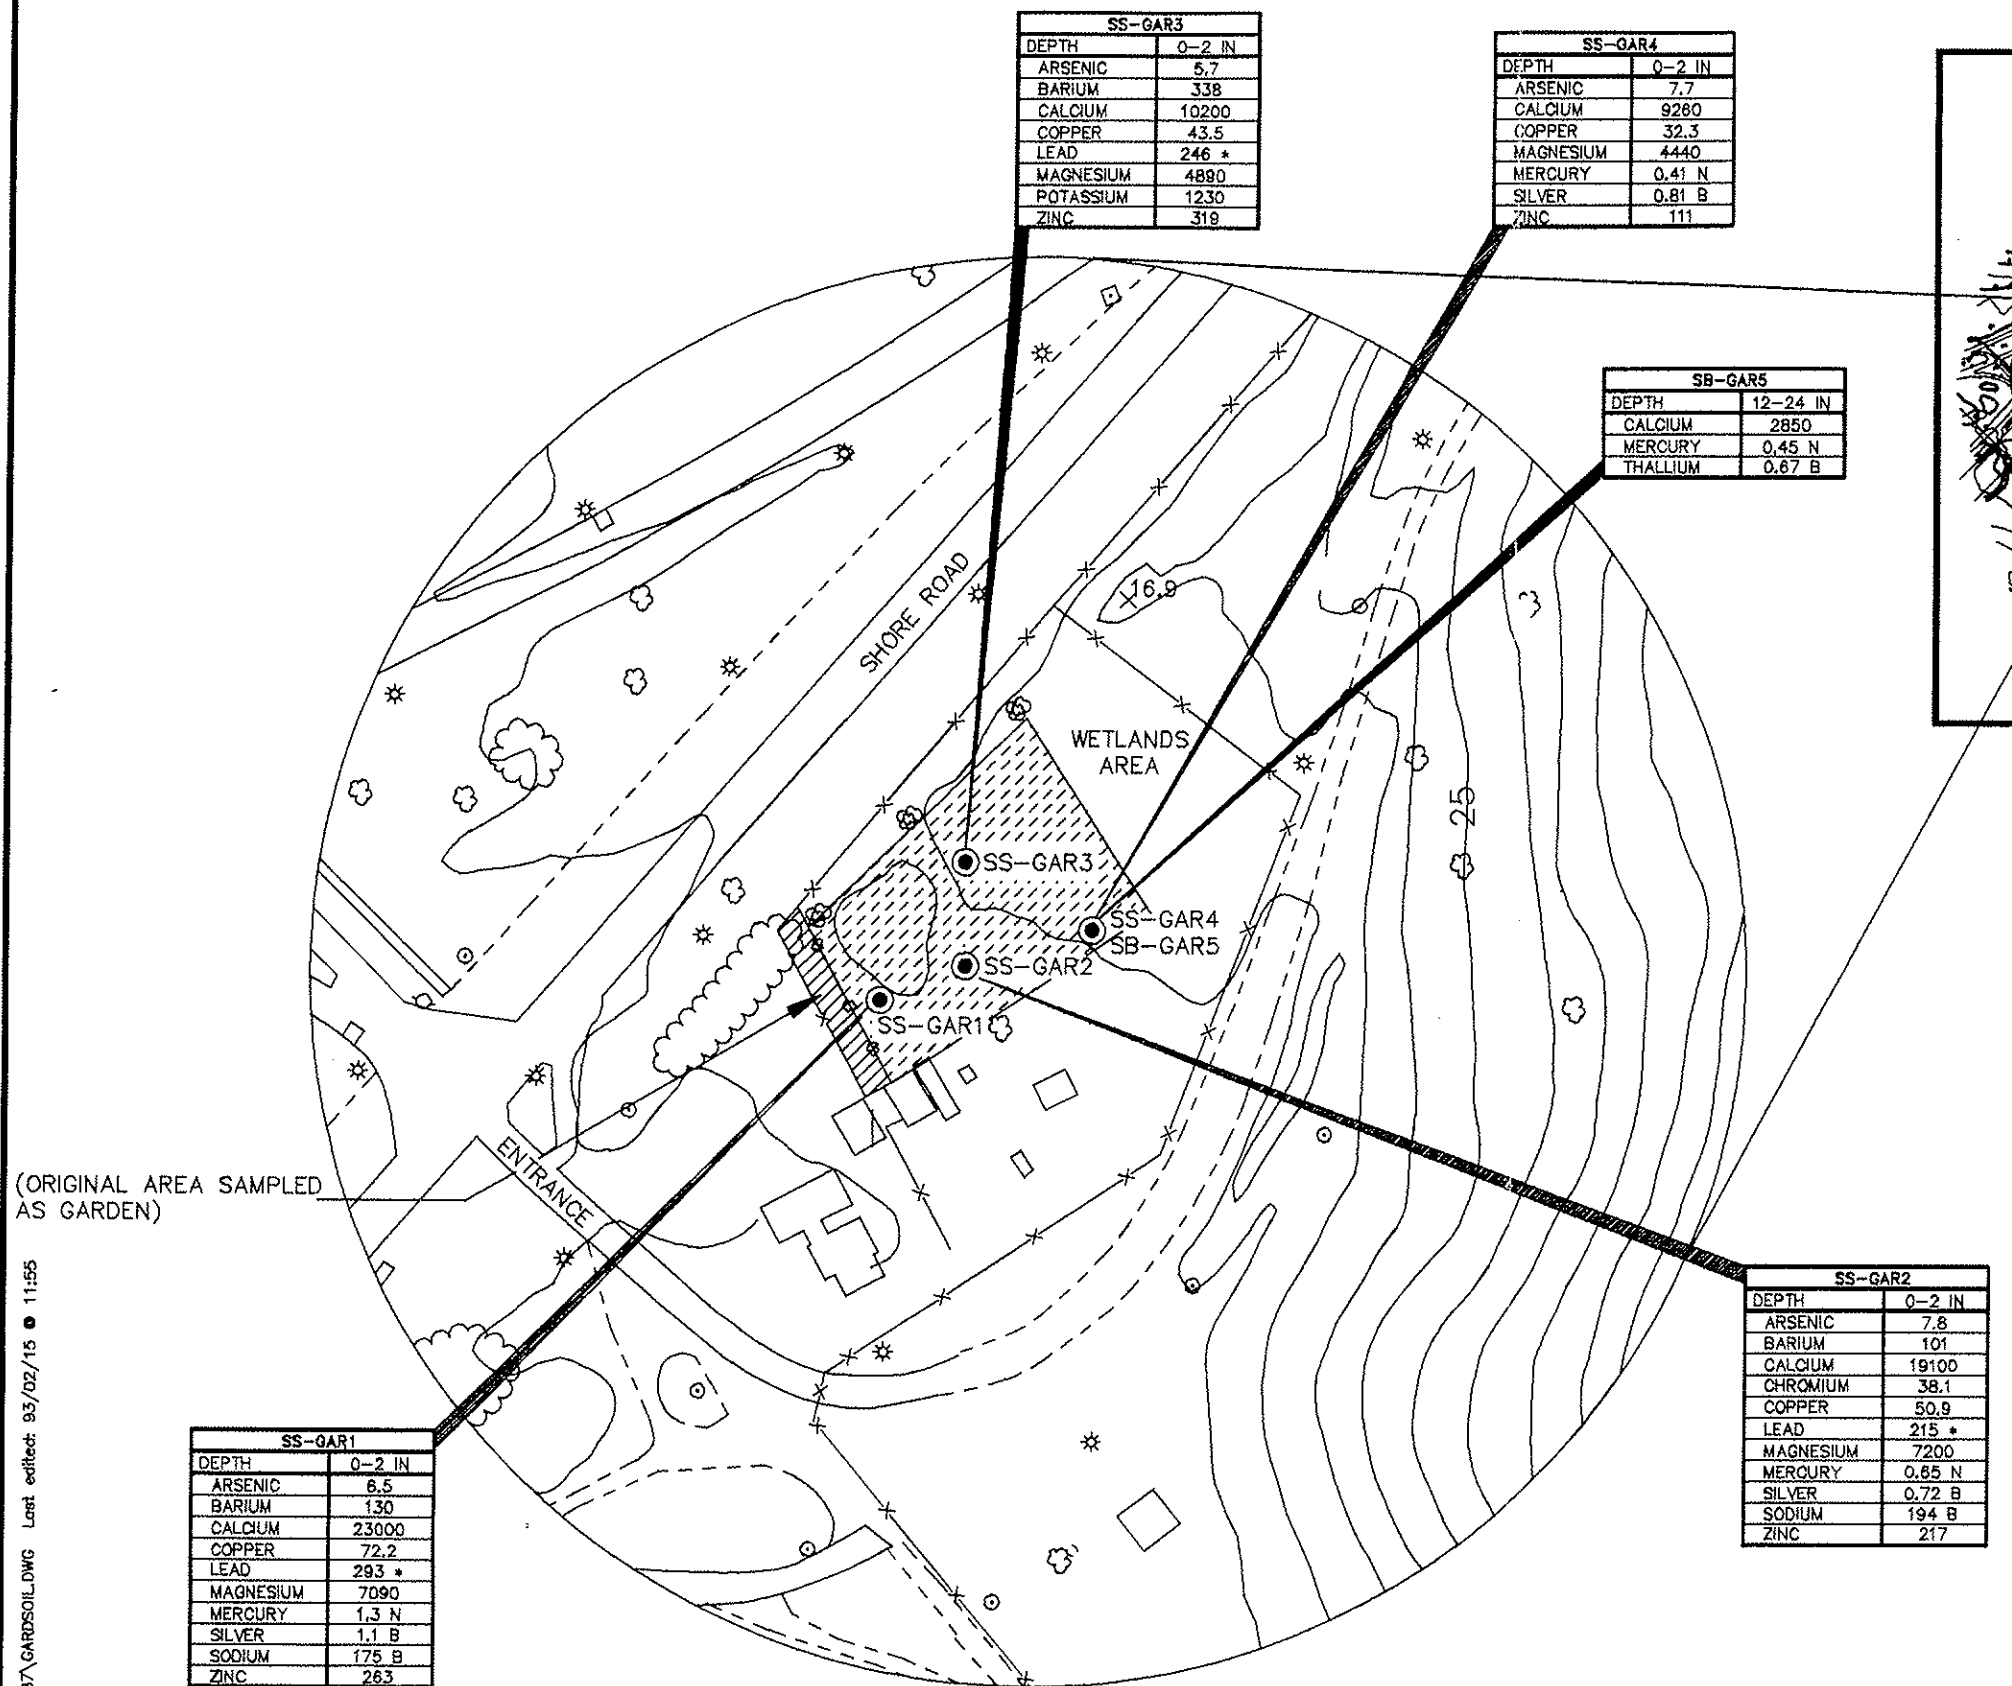 SS-GAR3
DEPTH 0-2 IN
ARSENIC 5.7
BARIUM 338
CALCIUM 10200
COPPER 43.5
LEAD 246 *
MAGNESIUM 4890
POTASSIUM 1230
ZINC 319
SS-GAR4
DEPTH 0-2 IN
ARSENIC 7.7
CALCIUM 9260
COPPER 32.3
MAGNESIUM 4440
MERCURY 0.41 N
SILVER 0.81 B
ZINC 111
SB-GAR5
DEPTH 12-24 IN
CALCIUM 2850
MERCURY 0.45 N
THALLIUM 0.67 B
SHORE ROAD
16.9
WETLANDS
AREA
25
SS-GAR3
SS-GAR4
SB-GAR5
SS-GAR2
SS-GAR1
ENTRANCE
(ORIGINAL AREA SAMPLED
AS GARDEN)
SS-GAR2
DEPTH 0-2 IN
ARSENIC 7.8
BARIUM 101
CALCIUM 19100
CHROMIUM 38.1
COPPER 50.9
LEAD 215 *
MAGNESIUM 7200
MERCURY 0.65 N
SILVER 0.72 B
SODIUM 194 B
ZINC 217
SS-GAR1
DEPTH 0-2 IN
ARSENIC 6.5
BARIUM 130
CALCIUM 23000
COPPER 72.2
LEAD 293 *
MAGNESIUM 7090
MERCURY 1.3 N
SILVER 1.1 B
SODIUM 175 B
ZINC 263
7\GARDSOIL.DWG Last edited: 93/02/15 @ 11:55